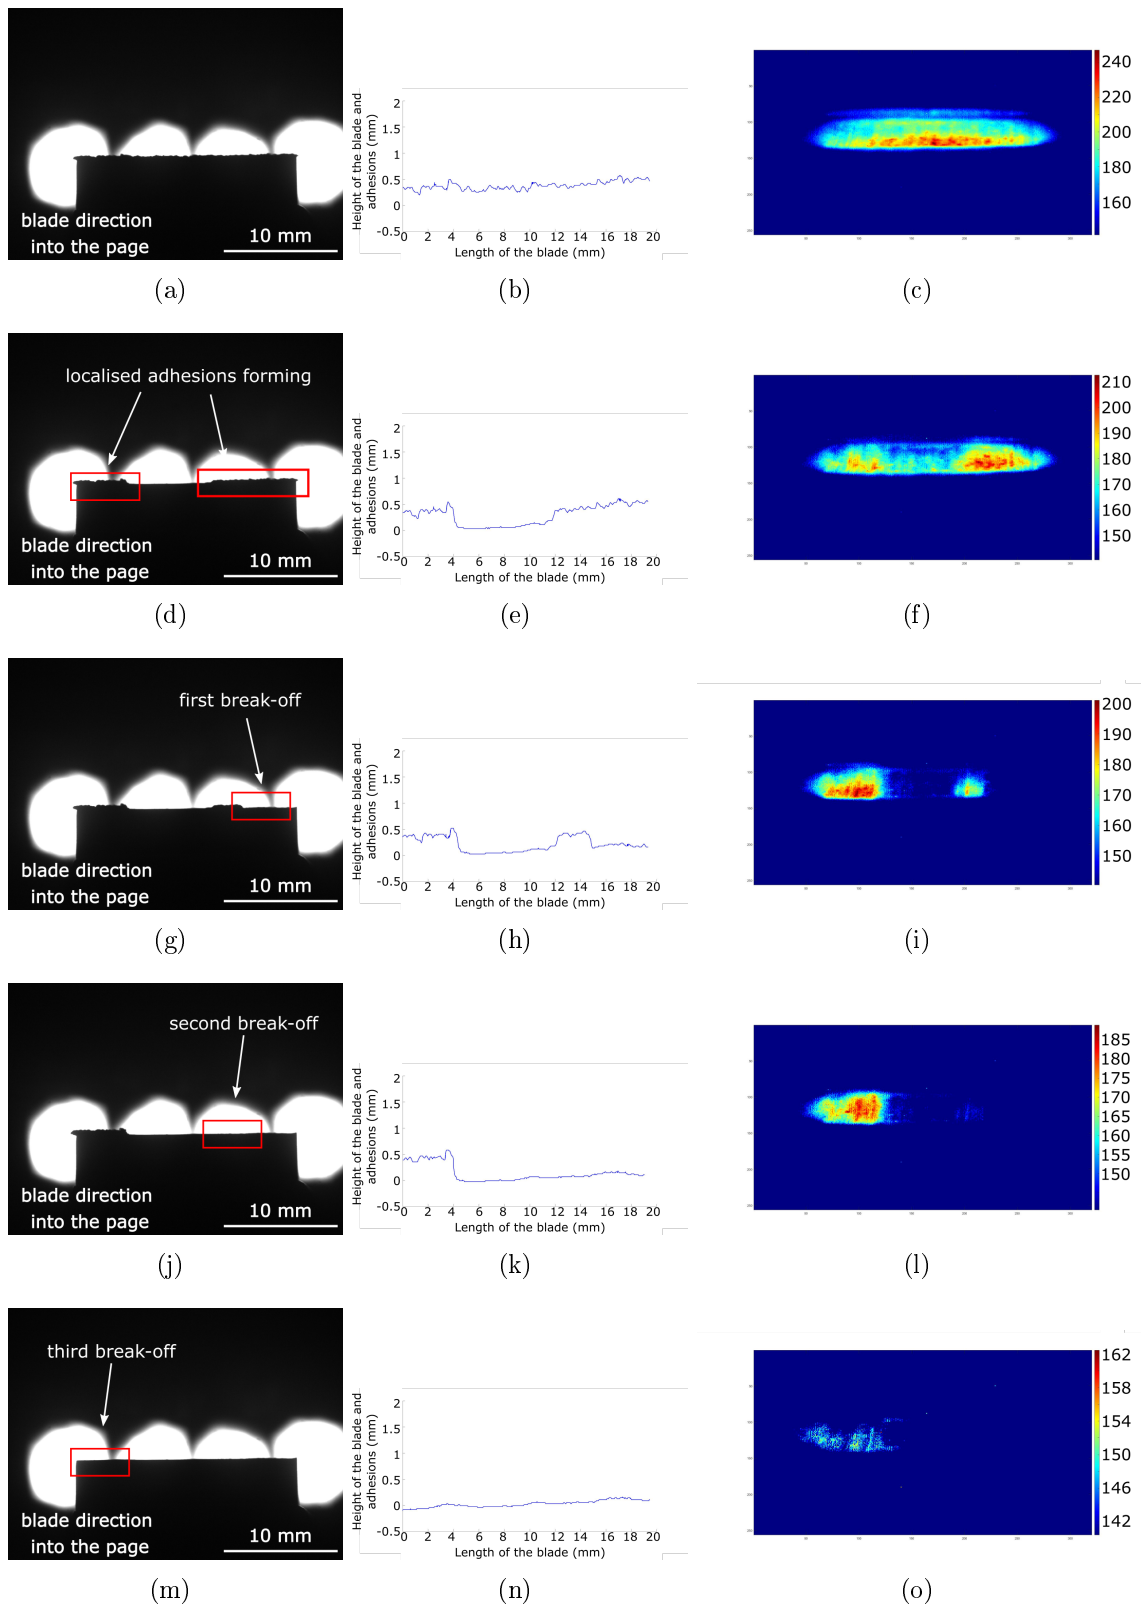 blade direction
into the page
10 mm
Height of the blade and
adhesions (mm)
2
1.5
1
0.5
0
-0.5
0 2 4 6 8 10 12 14 16 18 20
Length of the blade (mm)
240
220
200
180
160
(a)
(b)
(c)
localised adhesions forming
blade direction
into the page
10 mm
Height of the blade and
adhesions (mm)
2
1.5
1
0.5
0
-0.5
0 2 4 6 8 10 12 14 16 18 20
Length of the blade (mm)
210
200
190
180
170
160
150
(d)
(e)
(f)
first break-off
blade direction
into the page
10 mm
Height of the blade and
adhesions (mm)
2
1.5
1
0.5
0
-0.5
0 2 4 6 8 10 12 14 16 18 20
Length of the blade (mm)
200
190
180
170
160
150
(g)
(h)
(i)
second break-off
blade direction
into the page
10 mm
Height of the blade and
adhesions (mm)
2
1.5
1
0.5
0
-0.5
0 2 4 6 8 10 12 14 16 18 20
Length of the blade (mm)
185
180
175
170
165
160
155
150
(j)
(k)
(l)
third break-off
blade direction
into the page
10 mm
Height of the blade and
adhesions (mm)
2
1.5
1
0.5
0
-0.5
0 2 4 6 8 10 12 14 16 18 20
Length of the blade (mm)
162
158
154
150
146
142
(m)
(n)
(o)